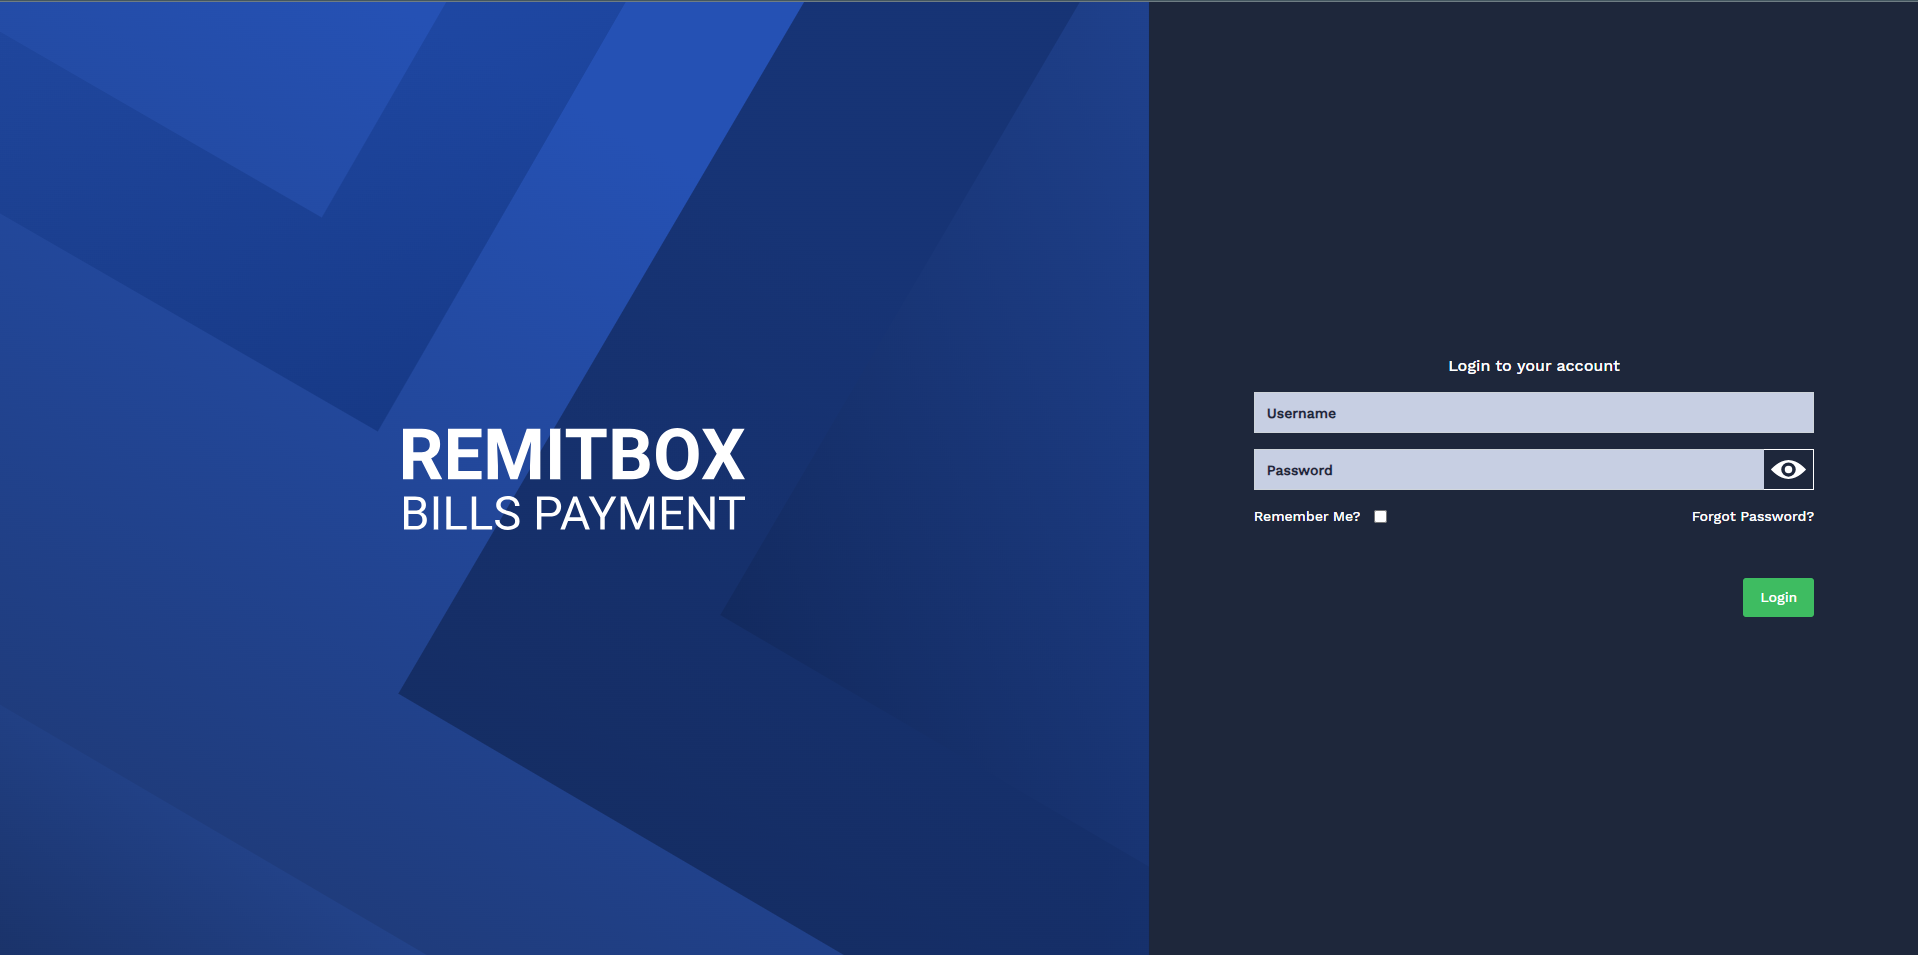 REMITBOX
BILLS PAYMENT
Login to your account
Username
Password
Remember Me?
Forgot Password?
Login